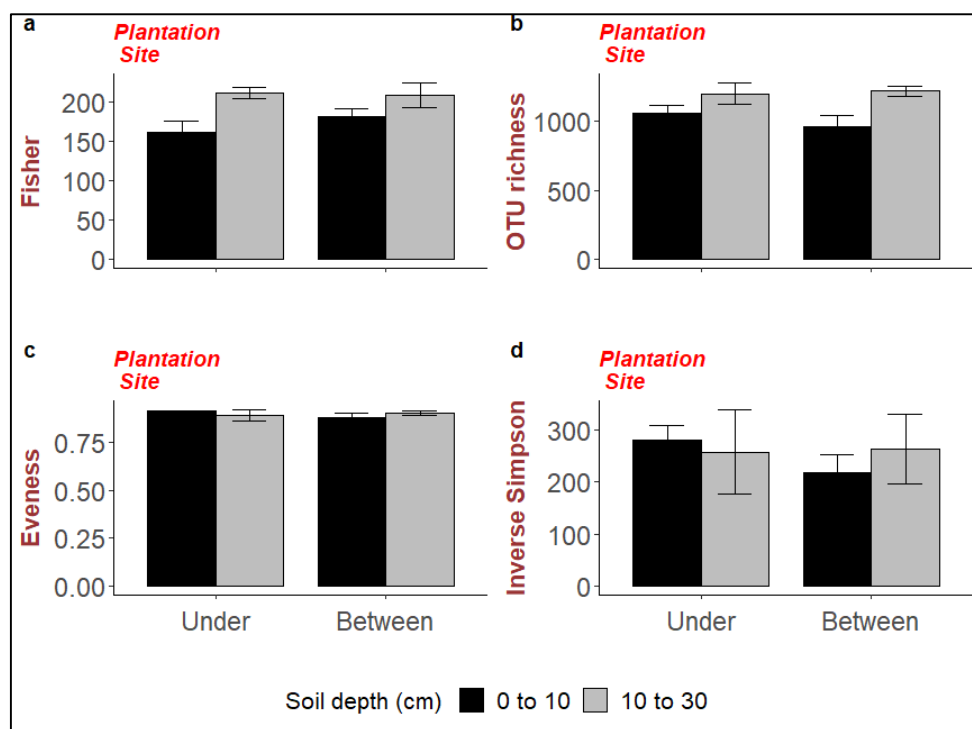 a
Plantation
Site
Fisher
200
150
100
50
0
b
Plantation
Site
OTU richness
1000
500
0
c
Plantation
Site
Eveness
0.75
0.50
0.25
0.00
Under
Between
d
Plantation
Site
Inverse Simpson
300
200
100
0
Under
Between
Soil depth (cm) 0 to 10 10 to 30